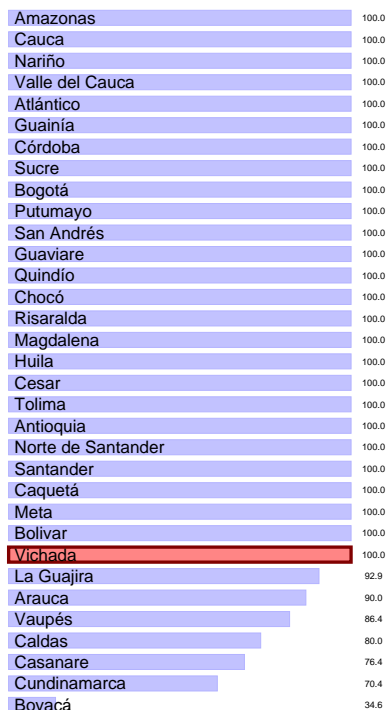 Amazonas 100.0
Cauca 100.0
Nariño 100.0
Valle del Cauca 100.0
Atlántico 100.0
Guainía 100.0
Córdoba 100.0
Sucre 100.0
Bogotá 100.0
Putumayo 100.0
San Andrés 100.0
Guaviare 100.0
Quindío 100.0
Chocó 100.0
Risaralda 100.0
Magdalena 100.0
Huila 100.0
Cesar 100.0
Tolima 100.0
Antioquia 100.0
Norte de Santander 100.0
Santander 100.0
Caquetá 100.0
Meta 100.0
Bolivar 100.0
Vichada 100.0
La Guajira 92.9
Arauca 90.0
Vaupés 86.4
Caldas 80.0
Casanare 76.4
Cundinamarca 70.4
Boyacá 34.6